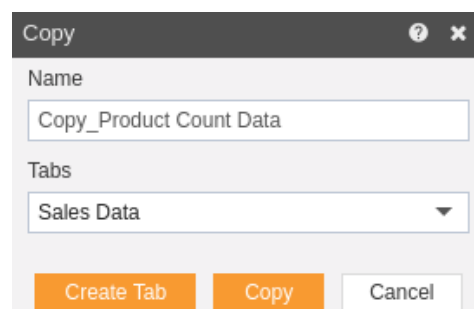 Copy
Name
Copy_Product Count Data
Tabs
Sales Data
Create Tab Copy Cancel